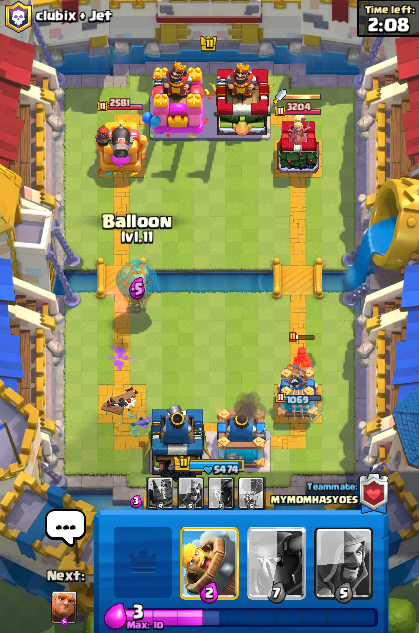 clubix + Jet
Time left:
2:08
2581
3204
Balloon
lvl.11
-5
1069
5474
Teammate:
MYMOMHASYOES
3
...
2
7
5
Next:
3
Max: 10